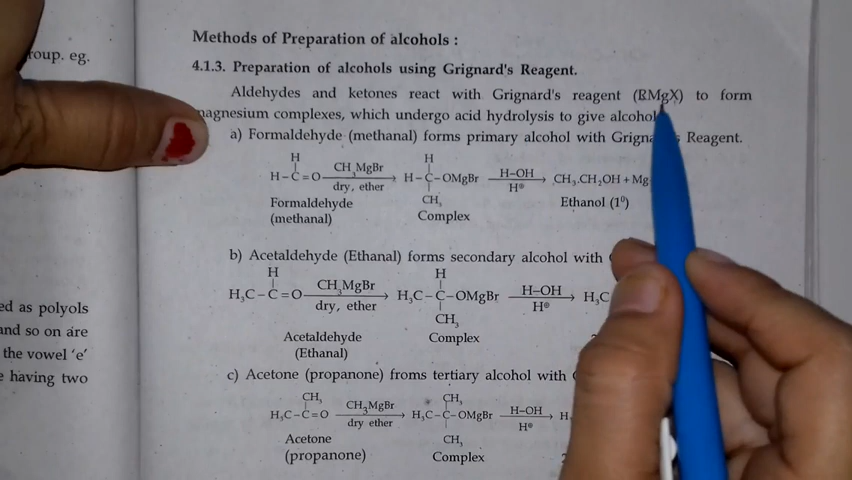 roup. eg.
ed as polyols
and so on are
the vowel 'e'
having two
Methods of Preparation of alcohols :
4.1.3. Preparation of alcohols using Grignard's Reagent.
Aldehydes and ketones react with Grignard's reagent (RMgX) to form
magnesium complexes, which undergo acid hydrolysis to give alcohol
a) Formaldehyde (methanal) forms primary alcohol with Reagent.
H CH₃MgBr H H–OH
H–C=O dry, ether H–C–OMgBr H⊕ CH₃.CH₂OH + Mg
CH₃
Formaldehyde Complex Ethanol (1⁰)
(methanal)
b) Acetaldehyde (Ethanal) forms secondary alcohol with
H CH₃MgBr H H–OH
H₃C–C=O dry, ether H₃C–C–OMgBr H⊕ H₃C
CH₃
Acetaldehyde Complex
(Ethanal)
c) Acetone (propanone) froms tertiary alcohol with
CH₃ CH₃MgBr CH₃ H–OH
H₃C–C=O dry ether H₃C–C–OMgBr H⊕
CH₃
Acetone Complex
(propanone)